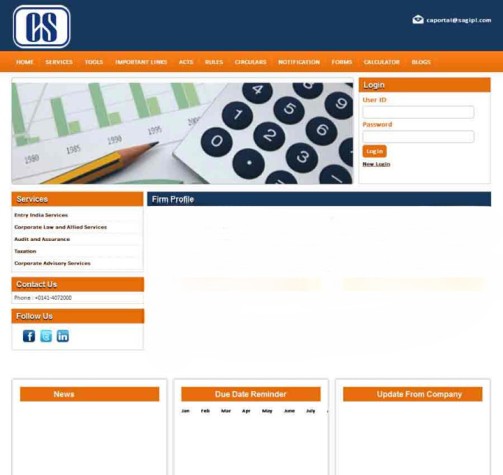 CS
caportal@sagipl.com
HOME SERVICES TOOLS IMPORTANT LINKS ACTS RULES CIRCULARS NOTIFICATION FORMS CALCULATOR BLOGS
1980 1985 1990 1995
4 9
7 5
6
0 2
3
Login
User ID
Password
Log In
New Login
Services
Entry India Services
Corporate Law and Allied Services
Audit and Assurance
Taxation
Corporate Advisory Services
Firm Profile
Contact Us
Phone : +0141-4072000
Follow Us
f in
News
Due Date Reminder
Jan Feb Mar Apr May June July
Update From Company